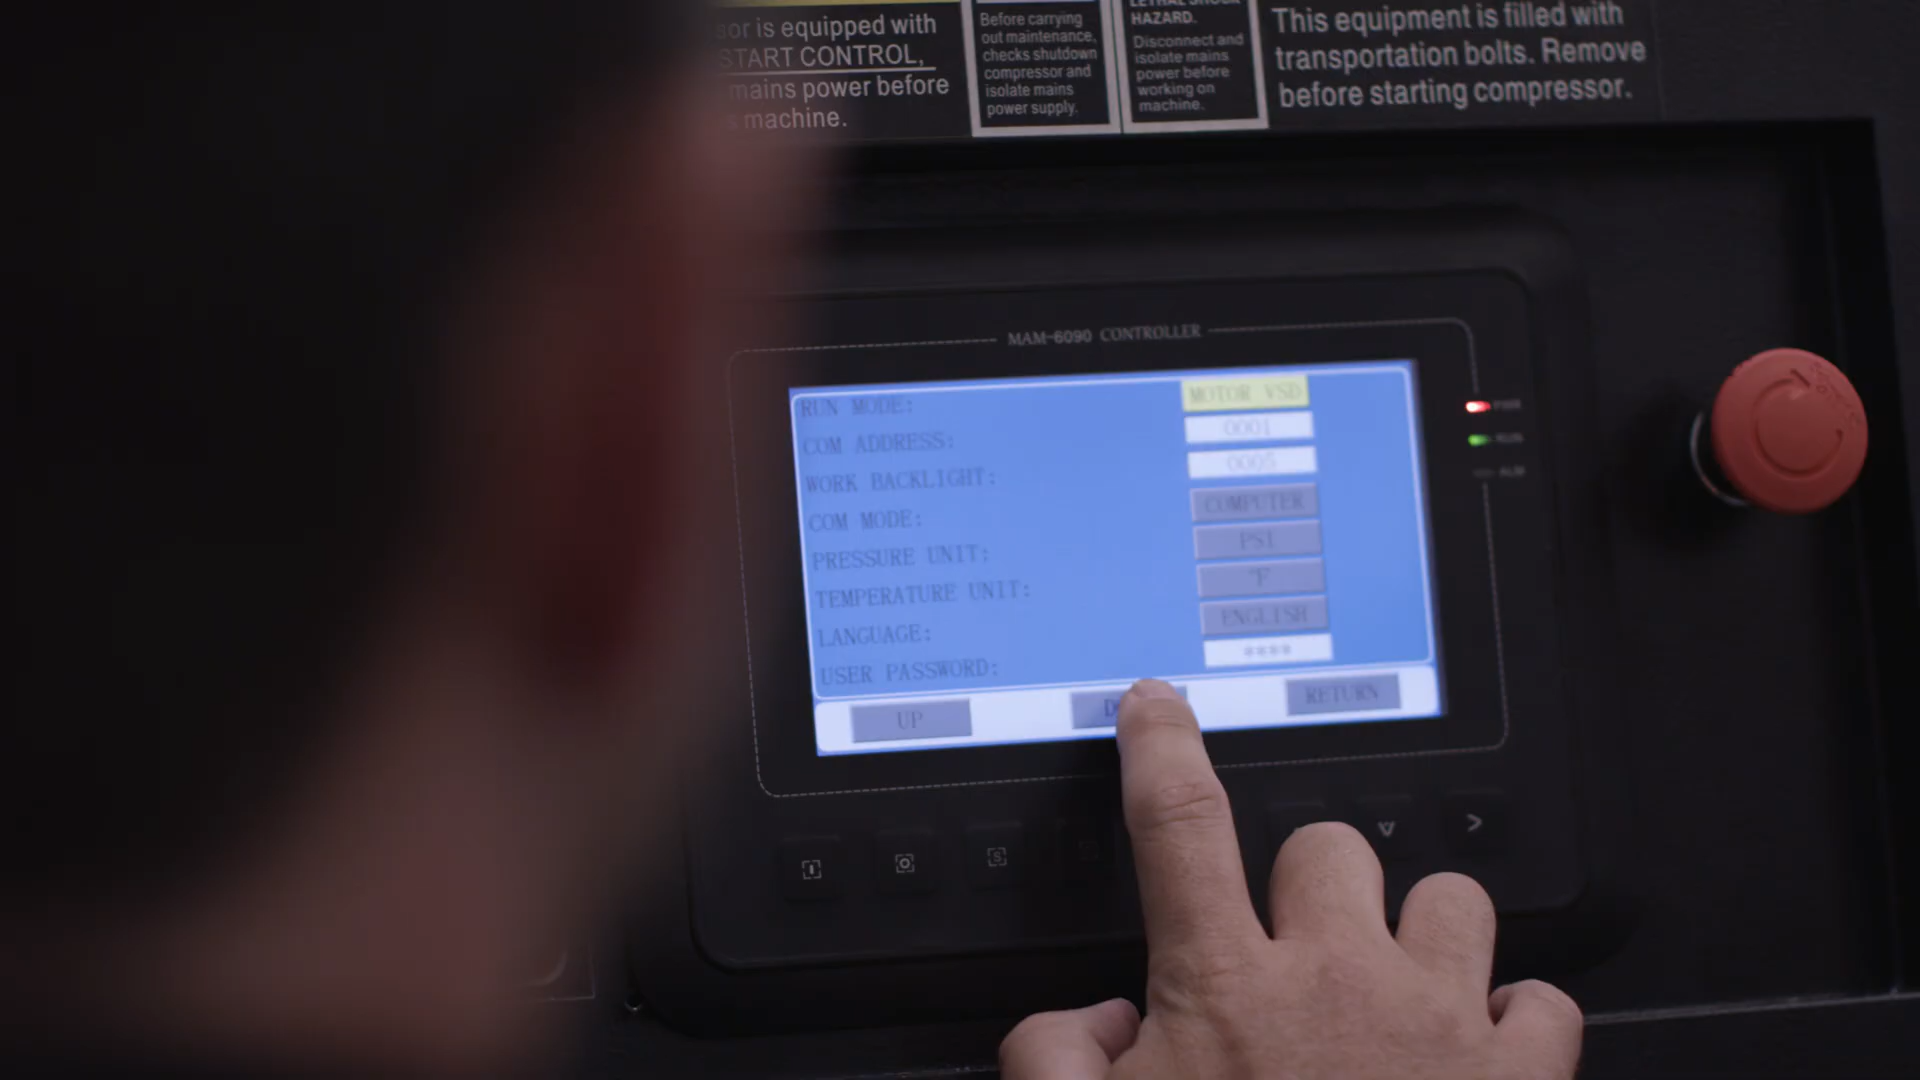 is equipped with
START CONTROL,
mains power before
machine.
Before carrying
out maintenance,
checks shutdown
compressor and
isolate mains
power supply.
LETHAL SHOCK
HAZARD.
Disconnect and
isolate mains
power before
working on
machine.
This equipment is filled with
transportation bolts. Remove
before starting compressor.
MAM-6090 CONTROLLER
RUN MODE: MOTOR VSD
COM ADDRESS: 0001
WORK BACKLIGHT: 0005
COM MODE: COMPUTER
PRESSURE UNIT: PSI
TEMPERATURE UNIT: °F
LANGUAGE: ENGLISH
USER PASSWORD: ****
UP
RETURN
ALM
S
>